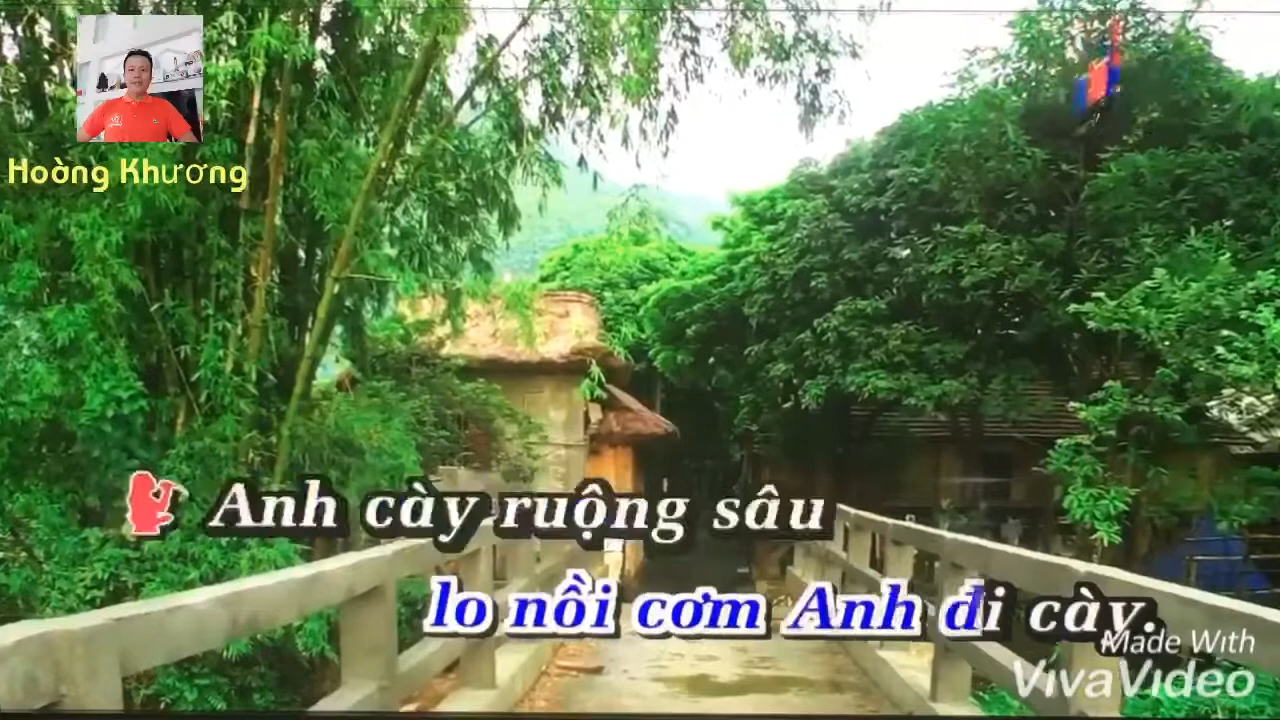 Hoàng Khương
Anh cày ruộng sâu
lo nồi cơm Anh đi cày.
Made With
VivaVideo